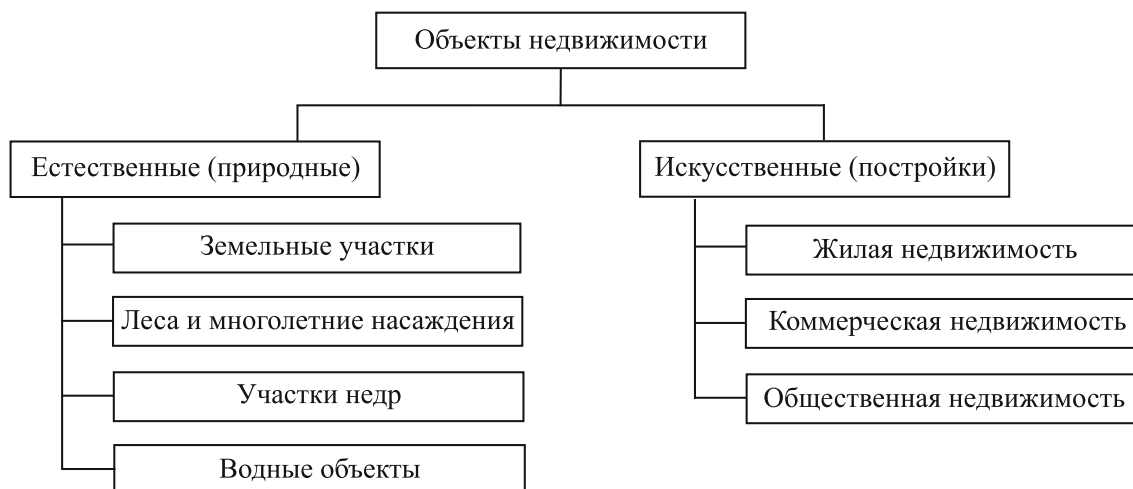 Объекты недвижимости
Естественные (природные)
Земельные участки
Леса и многолетние насаждения
Участки недр
Водные объекты
Искусственные (постройки)
Жилая недвижимость
Коммерческая недвижимость
Общественная недвижимость